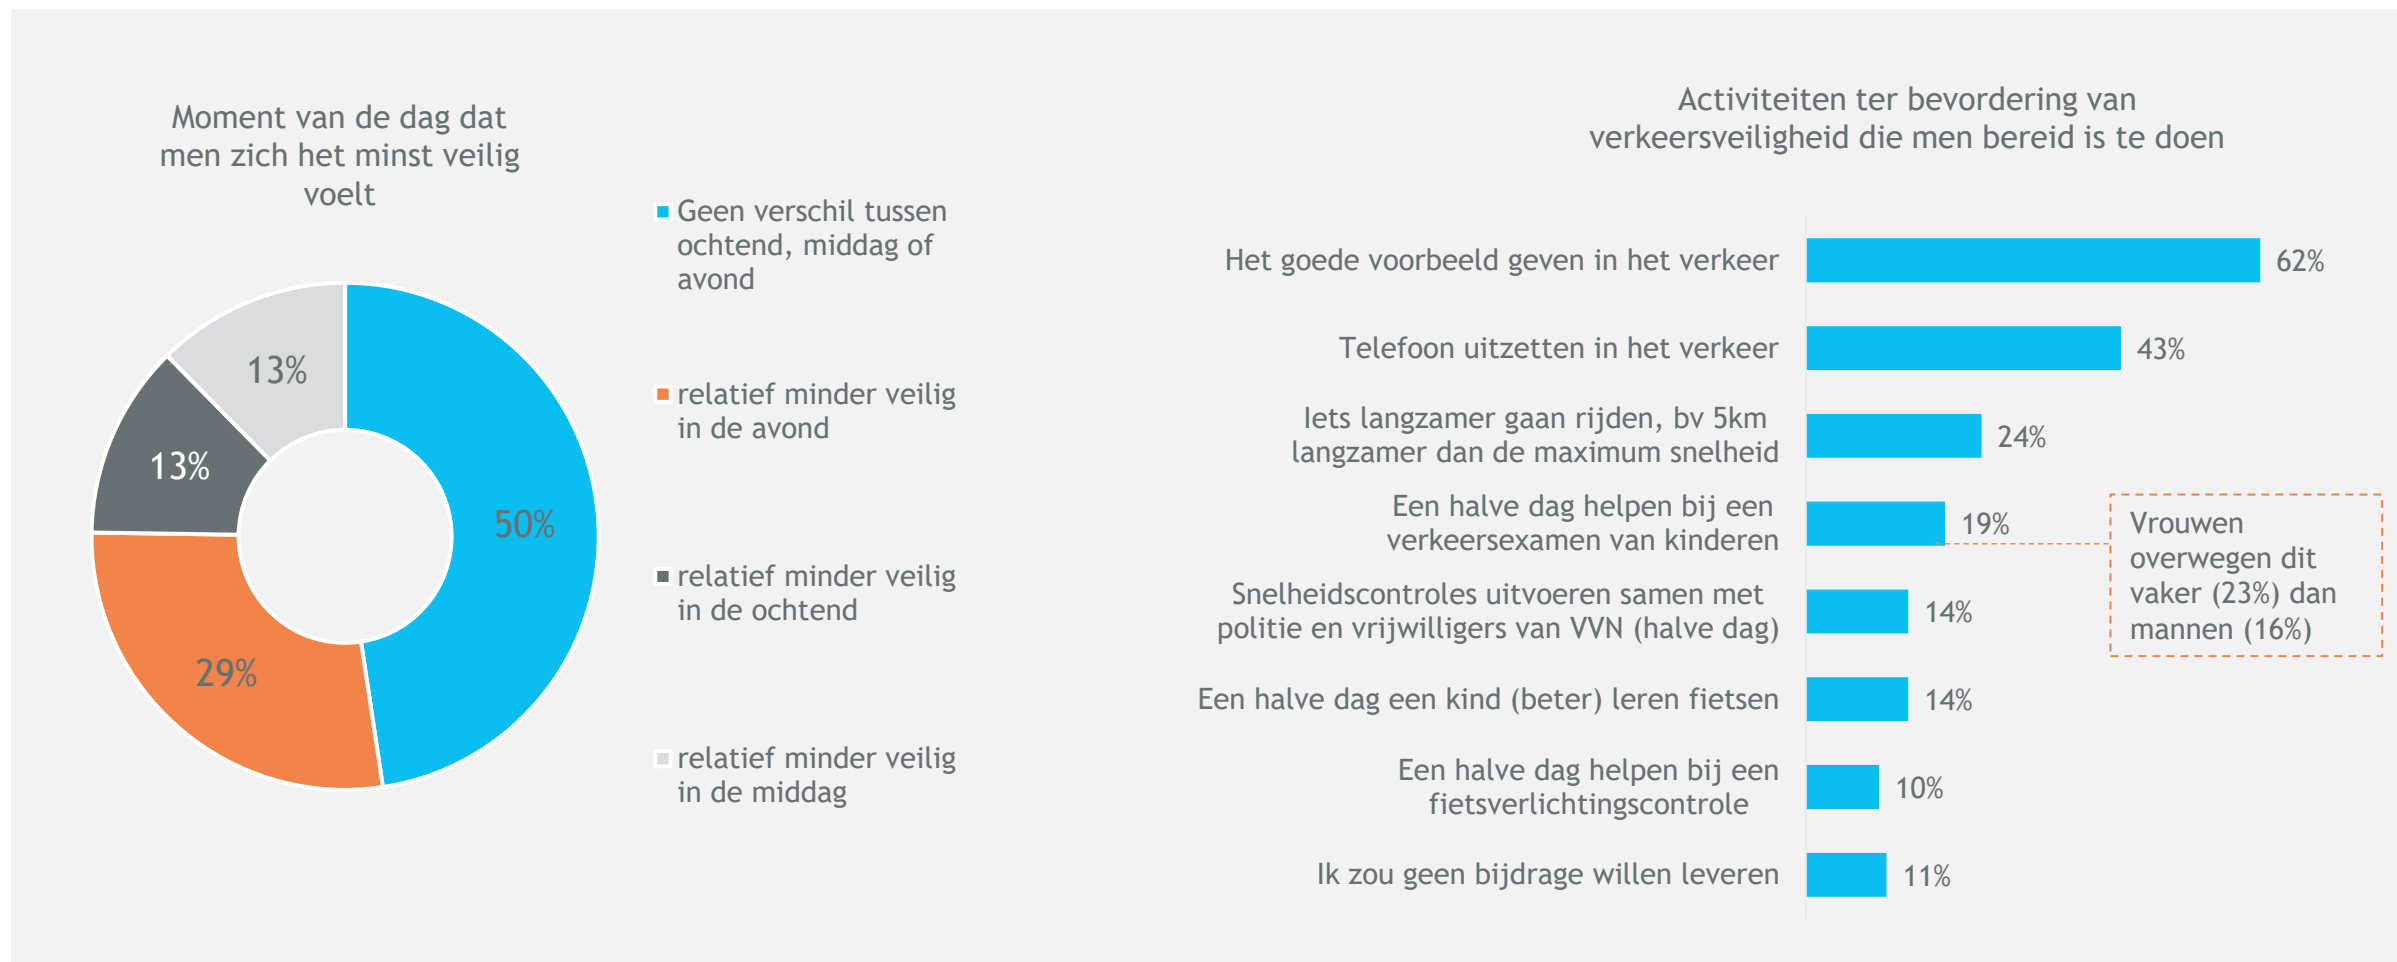 Moment van de dag dat
men zich het minst veilig
voelt
50%
29%
13%
13%
Geen verschil tussen
ochtend, middag of
avond
relatief minder veilig
in de avond
relatief minder veilig
in de ochtend
relatief minder veilig
in de middag
Activiteiten ter bevordering van
verkeersveiligheid die men bereid is te doen
Het goede voorbeeld geven in het verkeer
62%
Telefoon uitzetten in het verkeer
43%
Iets langzamer gaan rijden, bv 5km
langzamer dan de maximum snelheid
24%
Een halve dag helpen bij een
verkeersexamen van kinderen
19%
Vrouwen
overwegen dit
vaker (23%) dan
mannen (16%)
Snelheidscontroles uitvoeren samen met
politie en vrijwilligers van VVN (halve dag)
14%
Een halve dag een kind (beter) leren fietsen
14%
Een halve dag helpen bij een
fietsverlichtingscontrole
10%
Ik zou geen bijdrage willen leveren
11%